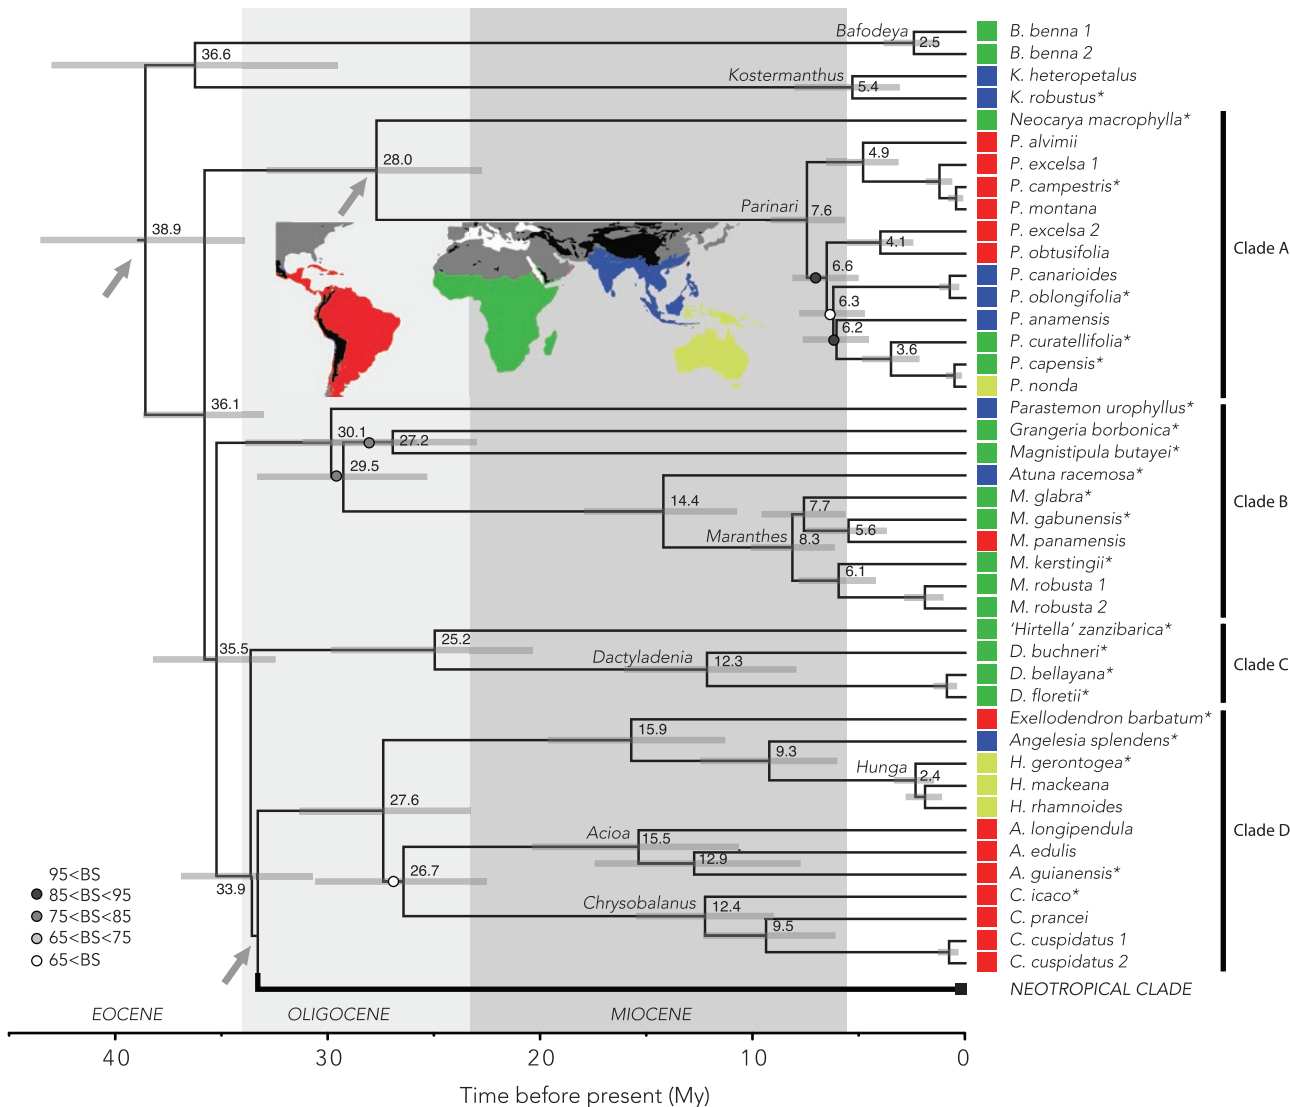 Bafodeya
2.5
B. benna 1
B. benna 2
36.6
Kostermanthus
5.4
K. heteropetalus
K. robustus*
Neocarya macrophylla*
28.0
4.9
P. alvimii
P. excelsa 1
P. campestris*
P. montana
Parinari
7.6
38.9
P. excelsa 2
4.1
P. obtusifolia
Clade A
6.6
P. canarioides
6.3
P. oblongifolia*
6.2
P. anamensis
3.6
P. curatellifolia*
P. capensis*
P. nonda
36.1
Parastemon urophyllus*
30.1
27.2
Grangeria borbonica*
Magnistipula butayei*
29.5
Atuna racemosa*
14.4
7.7
M. glabra*
Clade B
M. gabunensis*
5.6
Maranthes
8.3
M. panamensis
6.1
M. kerstingii*
M. robusta 1
M. robusta 2
35.5
25.2
'Hirtella' zanzibarica*
Dactyladenia
12.3
D. buchneri*
Clade C
D. bellayana*
D. floretii*
15.9
Exellodendron barbatum*
9.3
Angelesia splendens*
Hunga
2.4
H. gerontogea*
H. mackeana
27.6
H. rhamnoides
Acioa
15.5
A. longipendula
Clade D
12.9
A. edulis
26.7
A. guianensis*
33.9
Chrysobalanus
12.4
C. icaco*
9.5
C. prancei
C. cuspidatus 1
C. cuspidatus 2
95<BS
85<BS<95
75<BS<85
65<BS<75
65<BS
NEOTROPICAL CLADE
EOCENE
OLIGOCENE
MIOCENE
40
30
20
10
0
Time before present (My)